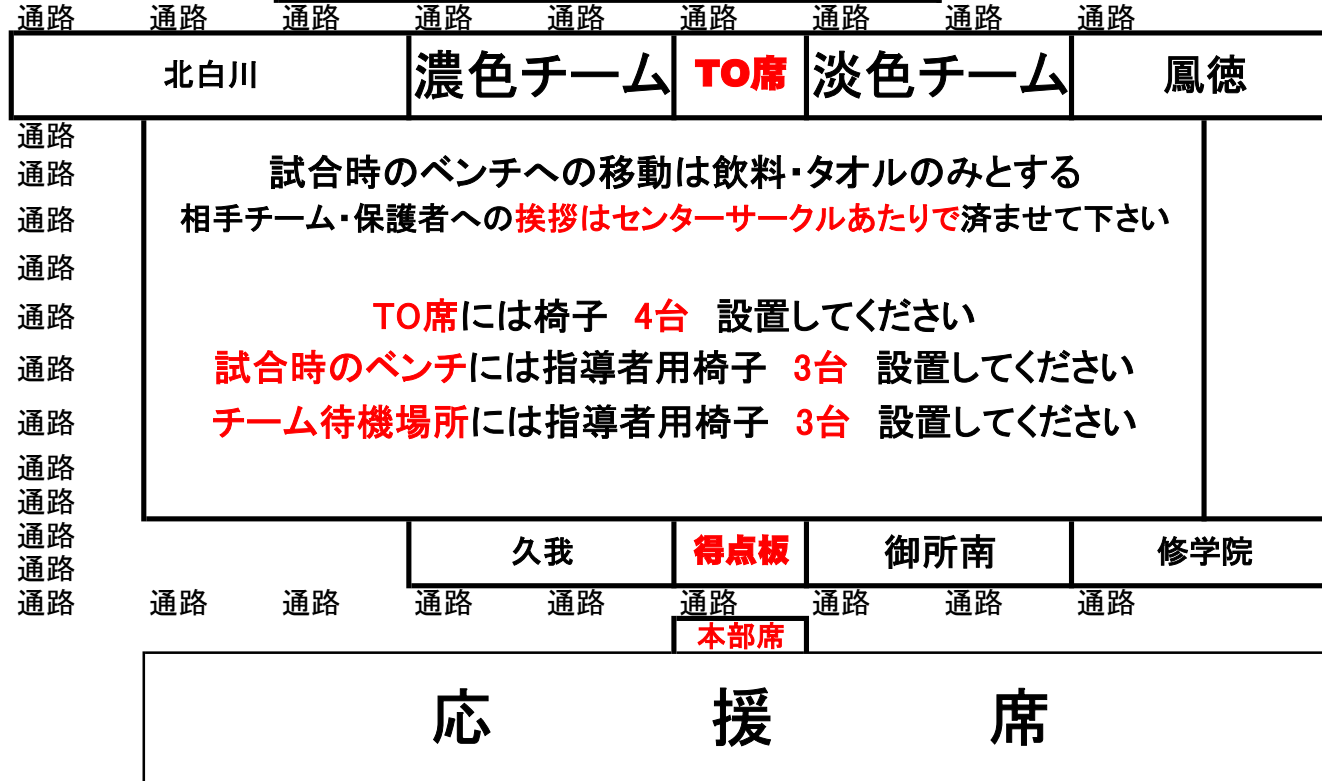 通路 通路 通路 通路 通路 通路 通路 通路 通路
北白川 濃色チーム TO席 淡色チーム 鳳徳
通路
通路 試合時のベンチへの移動は飲料・タオルのみとする
通路 相手チーム・保護者への挨拶はセンターサークルあたりで済ませて下さい
通路
通路 TO席には椅子 4台 設置してください
通路 試合時のベンチには指導者用椅子 3台 設置してください
通路 チーム待機場所には指導者用椅子 3台 設置してください
通路
通路
通路 久我 得点板 御所南 修学院
通路
通路 通路 通路 通路 通路 通路 通路 通路 通路
本部席
応 援 席